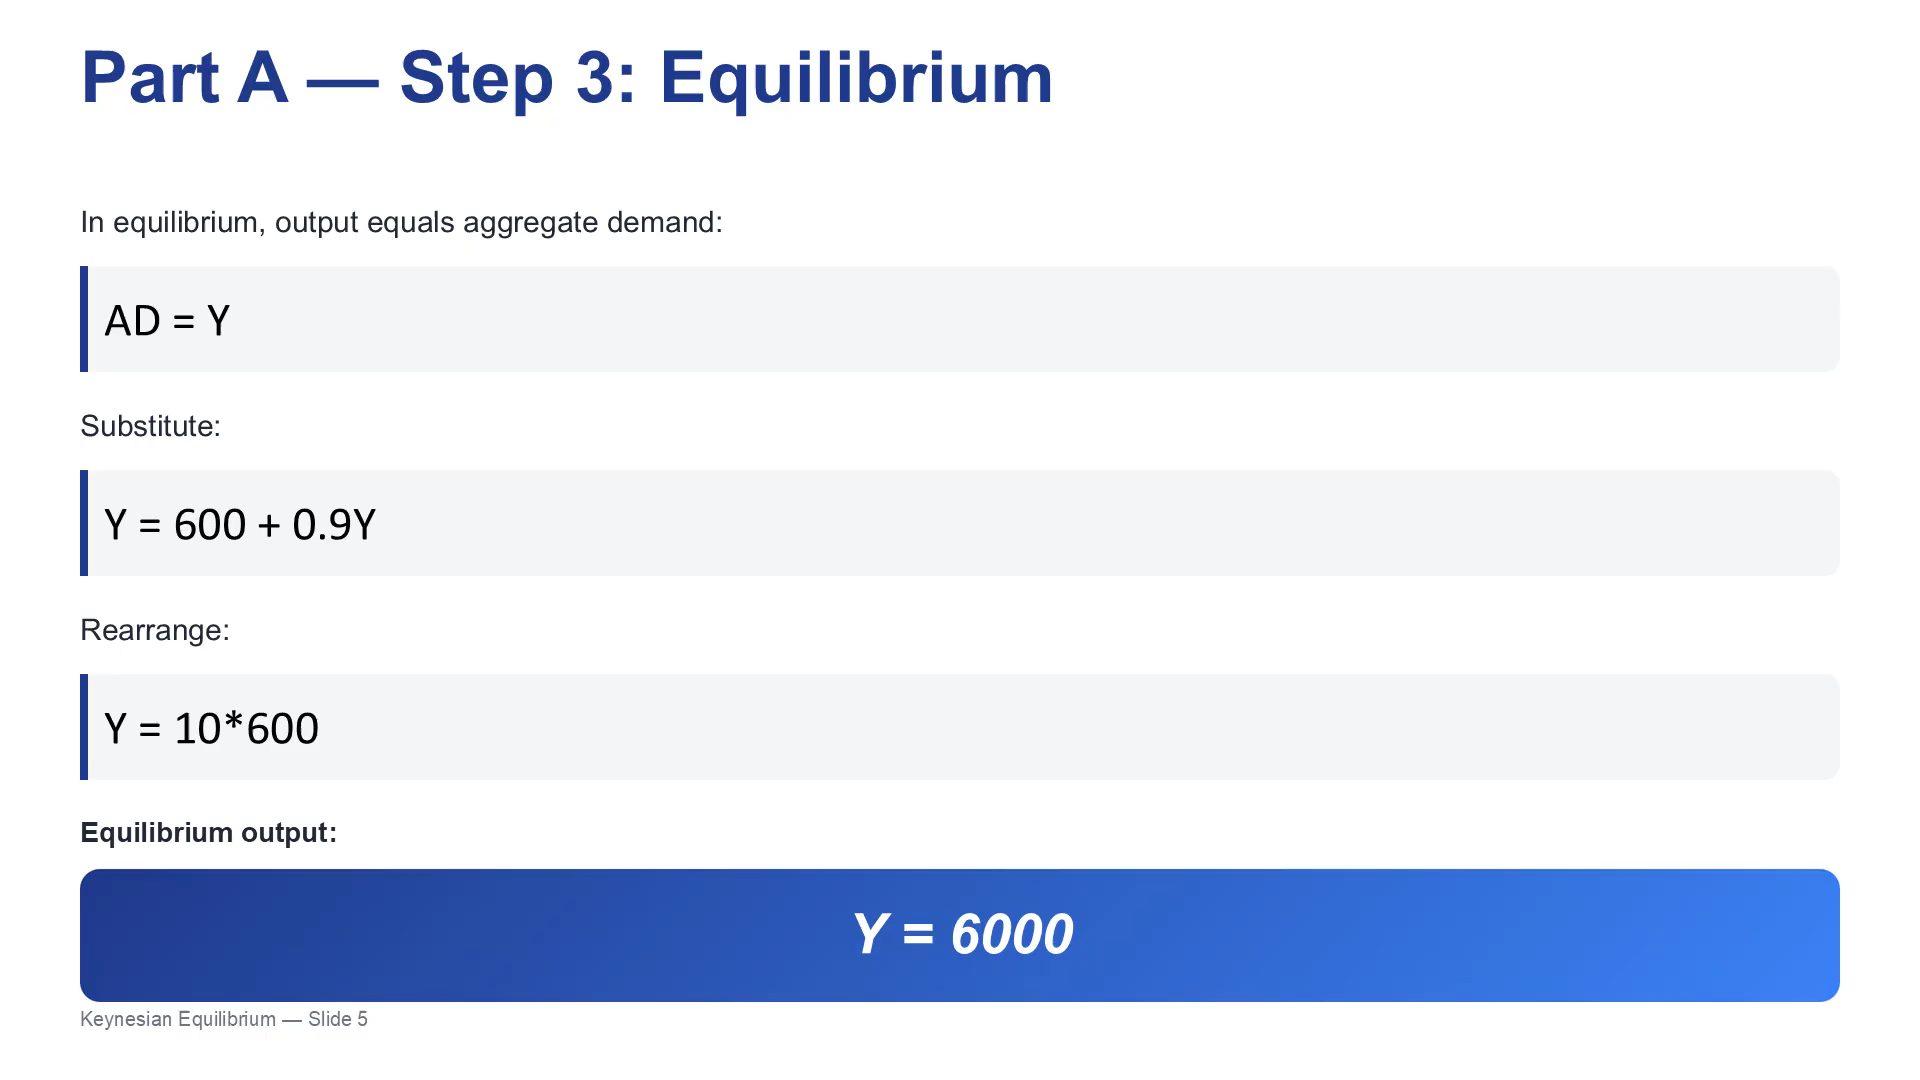 Part A — Step 3: Equilibrium
In equilibrium, output equals aggregate demand:
AD = Y
Substitute:
Y = 600 + 0.9Y
Rearrange:
Y = 10*600
Equilibrium output:
Y = 6000
Keynesian Equilibrium — Slide 5